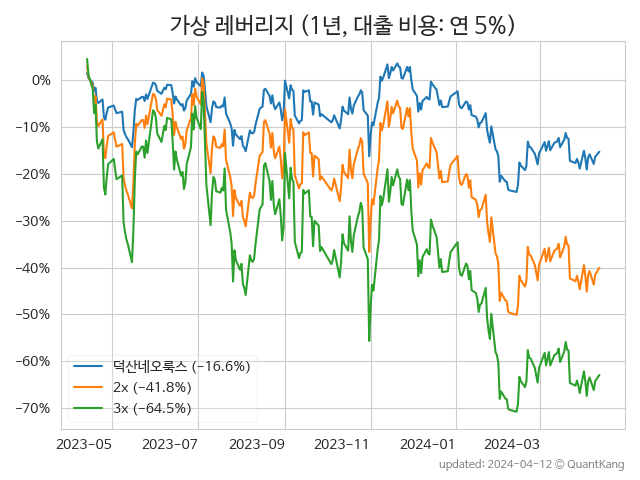 가상 레버리지 (1년, 대출 비용: 연 5%)
0%
−10%
−20%
−30%
−40%
−50%
−60%
−70%
덕산네오룩스 (−16.6%)
2x (−41.8%)
3x (−64.5%)
2023-05
2023-07
2023-09
2023-11
2024-01
2024-03
updated: 2024-04-12 © QuantKang